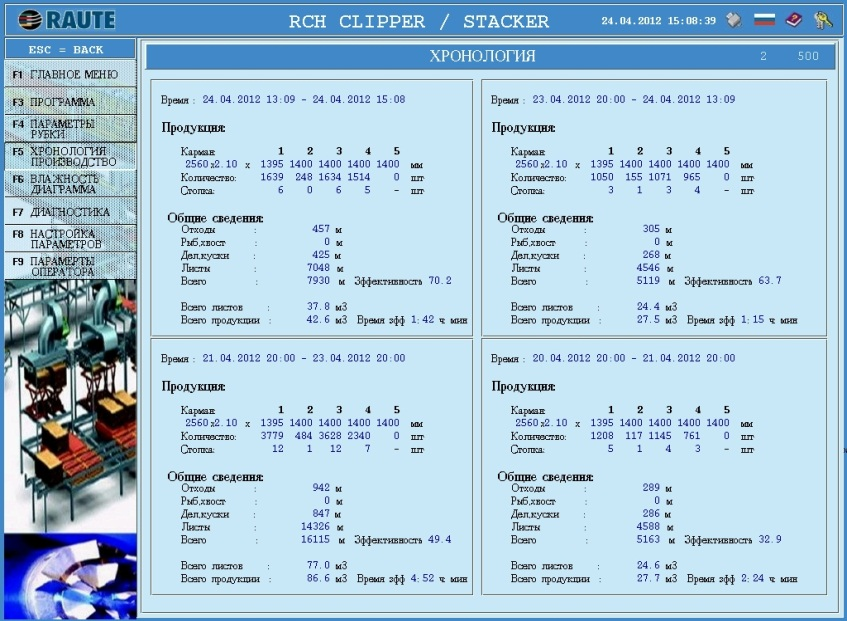 RAUTE
RCH CLIPPER / STACKER
24.04.2012 15:08:39
ESC = BACK
F1 ГЛАВНОЕ МЕНЮ
F3 ПРОГРАММА
F4 ПАРАМЕТРЫ
РУБКИ
F5 ХРОНОЛОГИЯ
ПРОИЗВОДСТВО
F6 ВЛАЖНОСТЬ
ДИАГРАММА
F7 ДИАГНОСТИКА
F8 НАСТРОЙКА
ПАРАМЕТРОВ
F9 ПАРАМЕРТЫ
ОПЕРАТОРА
ХРОНОЛОГИЯ 2 500
Время : 24.04.2012 13:09 - 24.04.2012 15:08
Продукция:
Карман: 1 2 3 4 5
2560 x2.10 x 1395 1400 1400 1400 1400 мм
Количество: 1639 248 1634 1514 0 шт
Стопка: 6 0 6 5 - шт
Общие сведения:
Отходы : 457 м
Рыб,хвост : 0 м
Дел,куски : 425 м
Листы : 7048 м
Всего : 7930 м Эффективность 70.2
Всего листов : 37.8 м3
Всего продукции : 42.6 м3 Время эфф 1:42 ч: мин
Время : 23.04.2012 20:00 - 24.04.2012 13:09
Продукция:
Карман: 1 2 3 4 5
2560 x2.10 x 1395 1400 1400 1400 1400 мм
Количество: 1050 155 1071 965 0 шт
Стопка: 3 1 3 4 - шт
Общие сведения:
Отходы : 305 м
Рыб,хвост : 0 м
Дел,куски : 268 м
Листы : 4546 м
Всего : 5119 м Эффективность 63.7
Всего листов : 24.4 м3
Всего продукции : 27.5 м3 Время эфф 1:15 ч: мин
Время : 21.04.2012 20:00 - 23.04.2012 20:00
Продукция:
Карман: 1 2 3 4 5
2560 x2.10 x 1395 1400 1400 1400 1400 мм
Количество: 3779 484 3628 2340 0 шт
Стопка: 12 1 12 7 - шт
Общие сведения:
Отходы : 942 м
Рыб,хвост : 0 м
Дел,куски : 847 м
Листы : 14326 м
Всего : 16115 м Эффективность 49.4
Всего листов : 77.0 м3
Всего продукции : 86.6 м3 Время эфф 4:52 ч: мин
Время : 20.04.2012 20:00 - 21.04.2012 20:00
Продукция:
Карман: 1 2 3 4 5
2560 x2.10 x 1395 1400 1400 1400 1400 мм
Количество: 1208 117 1145 761 0 шт
Стопка: 5 1 4 3 - шт
Общие сведения:
Отходы : 289 м
Рыб,хвост : 0 м
Дел,куски : 286 м
Листы : 4588 м
Всего : 5163 м Эффективность 32.9
Всего листов : 24.6 м3
Всего продукции : 27.7 м3 Время эфф 2:24 ч: мин